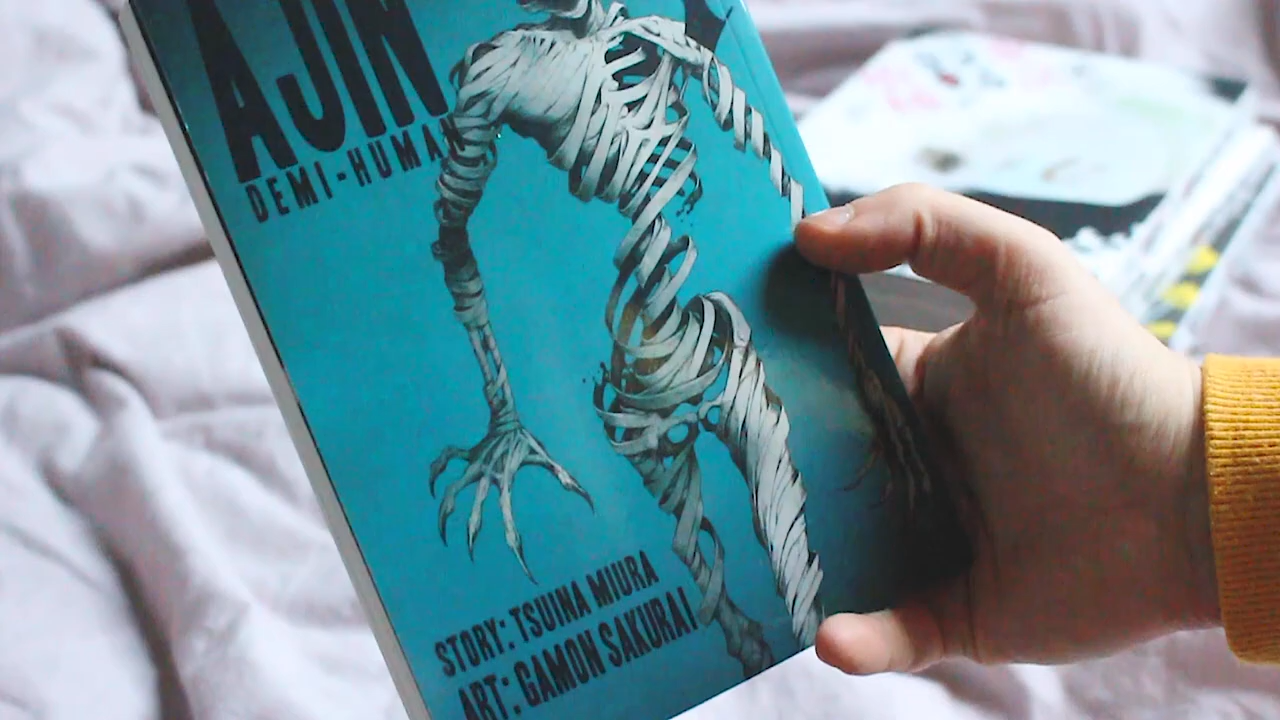 AJIN
DEMI-HUMAN
STORY: TSUINA MIURA
ART: GAMON SAKURAI